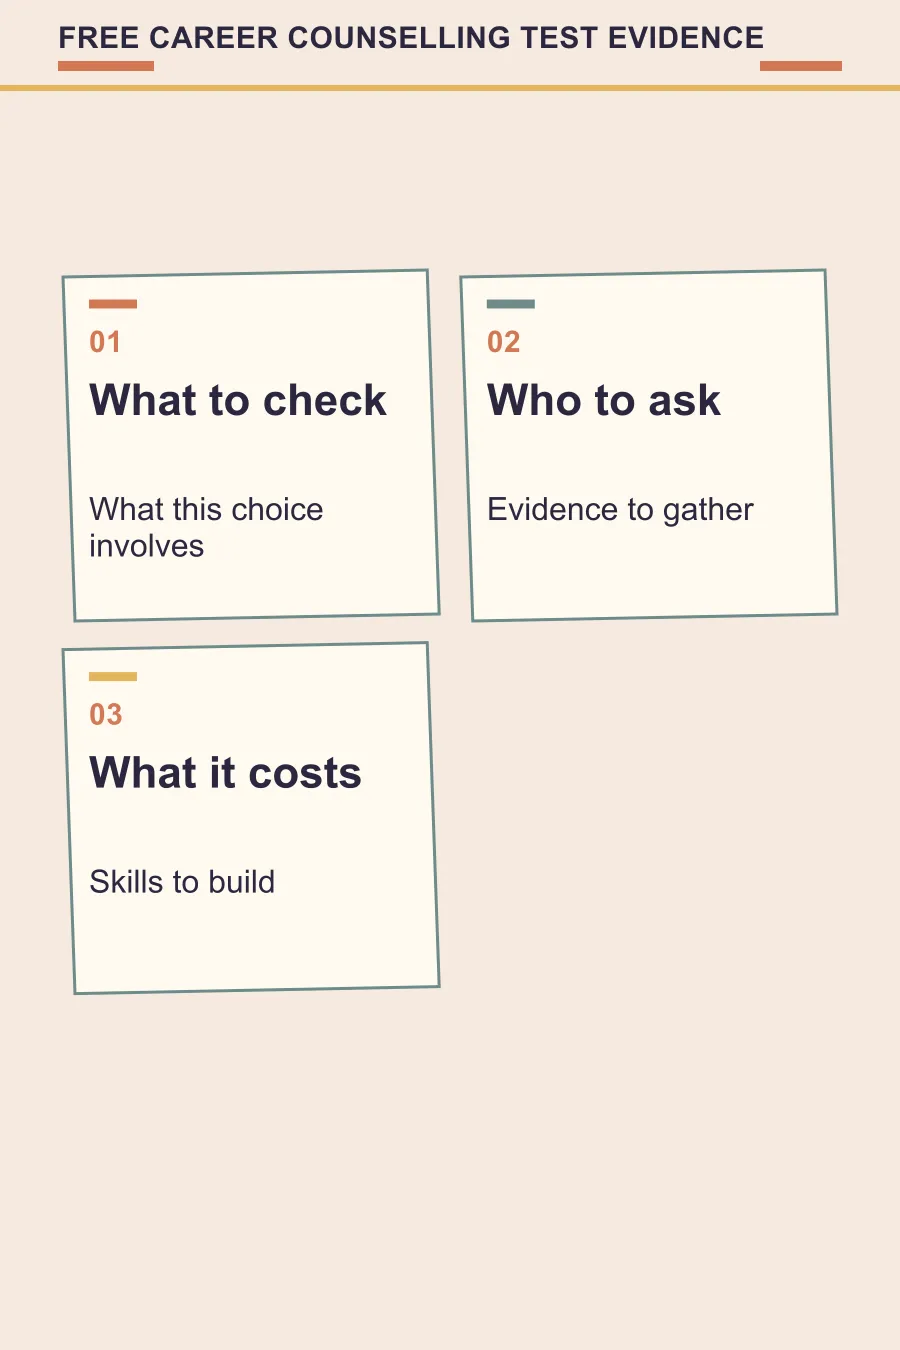 FREE CAREER COUNSELLING TEST EVIDENCE
01
What to check
What this choice
involves
02
Who to ask
Evidence to gather
03
What it costs
Skills to build